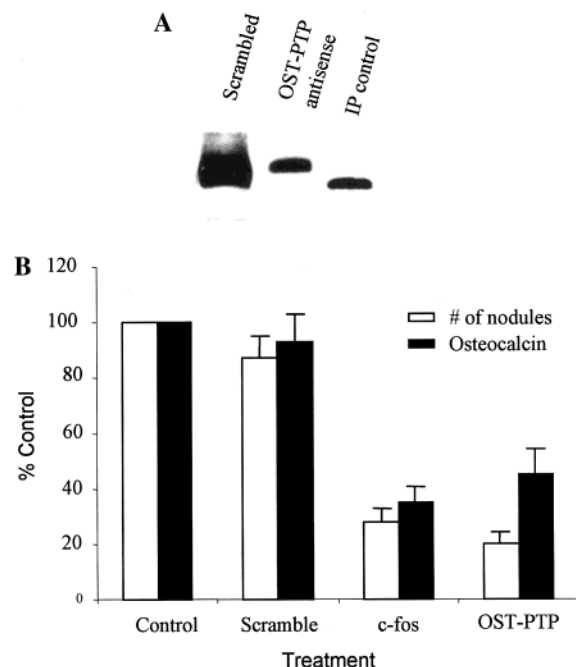 A
Scrambled
OST-PTP
antisense
IP control
B
120
100
80
60
40
20
0
% Control
# of nodules
Osteocalcin
Control
Scramble
c-fos
OST-PTP
Treatment